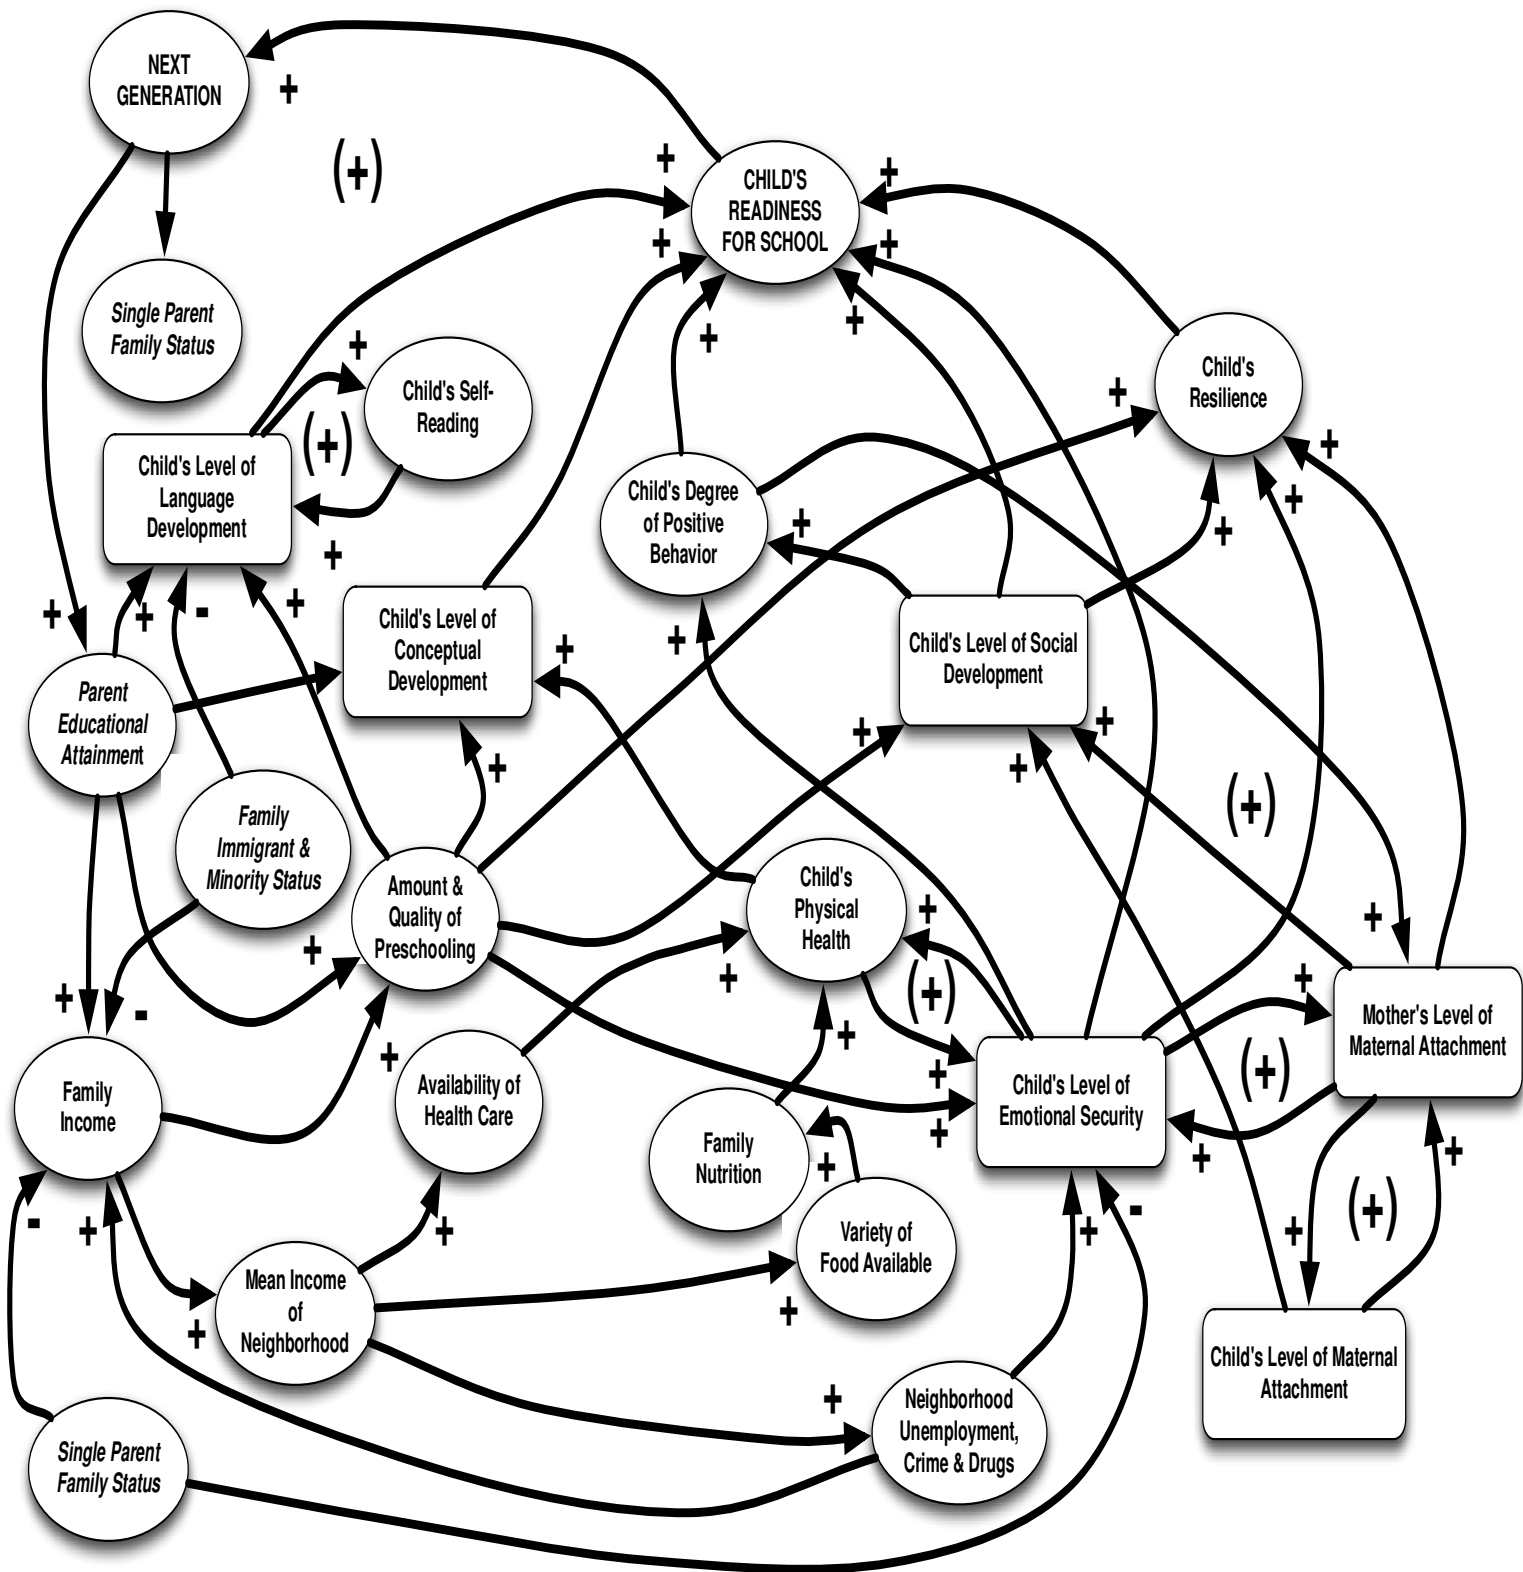 NEXT
GENERATION
+
(+)
+
CHILD'S
READINESS
FOR SCHOOL
+
+
+
+
+
Single Parent
Family Status
+
Child's Self-
Reading
(+)
Child's
Resilience
+
+
+
+
Child's Level of
Language
Development
+
Child's Degree
of Positive
Behavior
+
+
+
-
+
Child's Level of
Conceptual
Development
+
+
Child's Level of Social
Development
Parent
Educational
Attainment
+
+
+
+
Family
Immigrant &
Minority Status
(+)
Amount &
Quality of
Preschooling
Child's
Physical
Health
+
+
+
+
(+)
+
+
-
+
+
Mother's Level of
Maternal Attachment
Family
Income
Availability of
Health Care
+
Child's Level of
Emotional Security
(+)
+
Family
Nutrition
+
+
+
-
+
+
+
-
+
(+)
Variety of
Food Available
Mean Income
of
Neighborhood
+
+
Child's Level of Maternal
Attachment
+
Neighborhood
Unemployment,
Crime & Drugs
Single Parent
Family Status